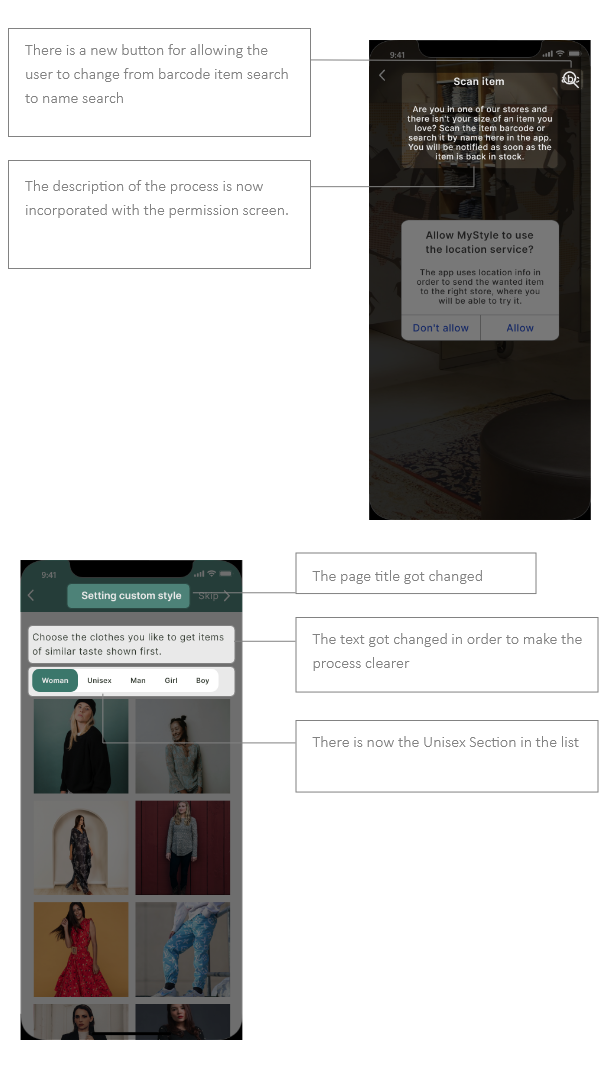 There is a new button for allowing the
user to change from barcode item search
to name search
The description of the process is now
incorporated with the permission screen.
9:41
Scan item
abc
Are you in one of our stores and
there isn't your size of an item you
love? Scan the item barcode or
search it by name here in the app.
You will be notified as soon as the
item is back in stock.
Allow MyStyle to use
the location service?
The app uses location info in
order to send the wanted item
to the right store, where you
will be able to try it.
Don't allow
Allow
9:41
Setting custom style
Skip
Choose the clothes you like to get items
of similar taste shown first.
Woman
Unisex
Man
Girl
Boy
The page title got changed
The text got changed in order to make the
process clearer
There is now the Unisex Section in the list